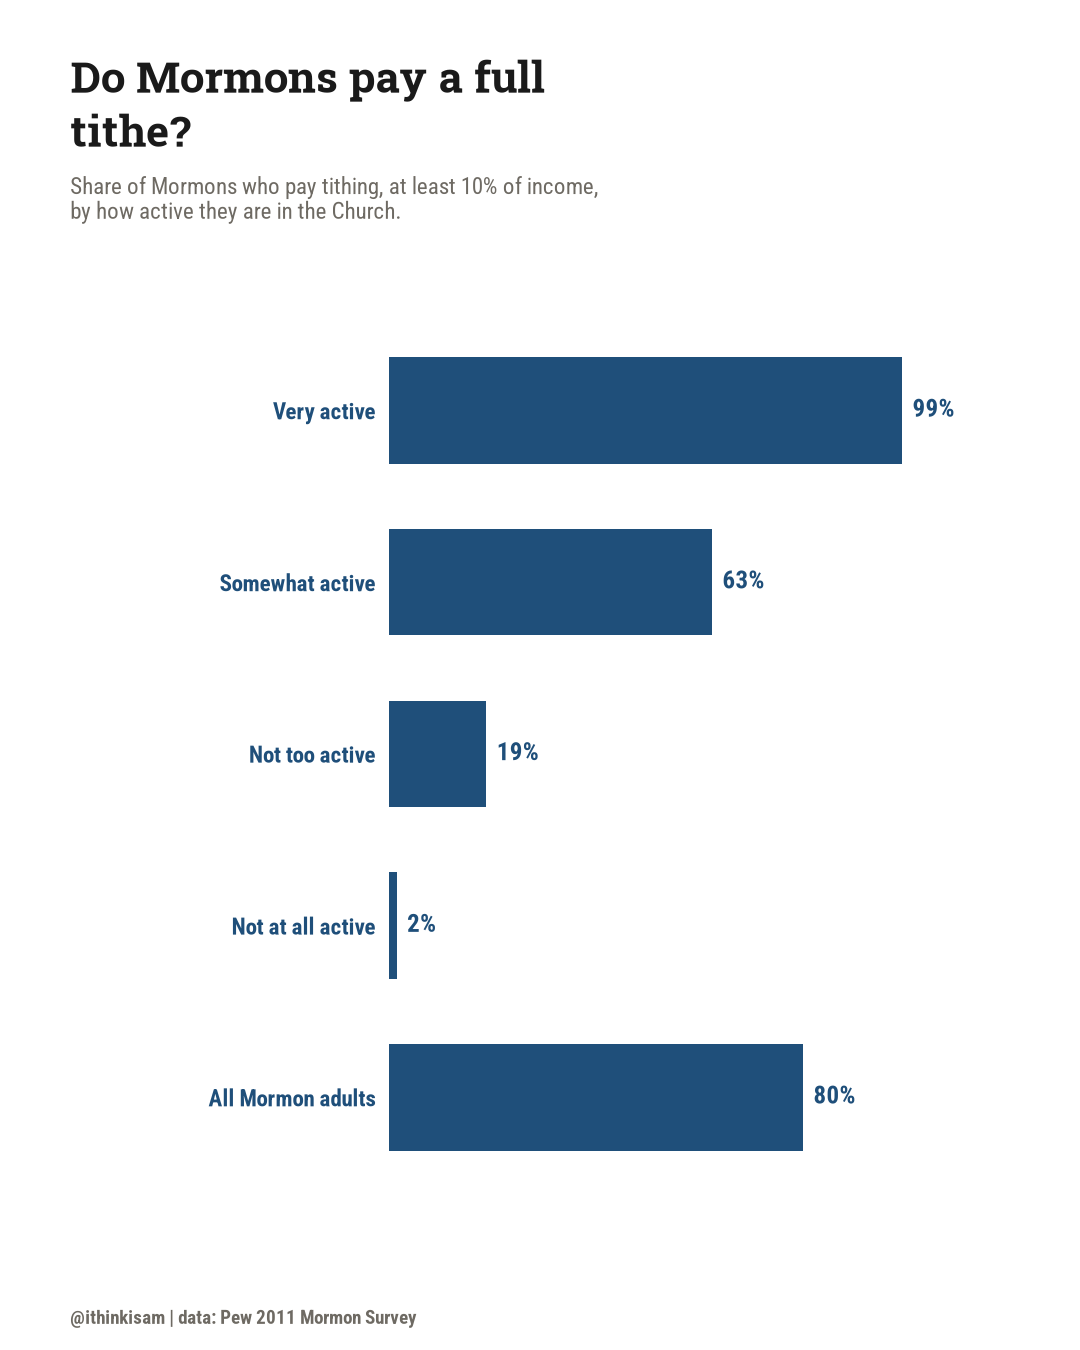 Do Mormons pay a full
tithe?
Share of Mormons who pay tithing, at least 10% of income,
by how active they are in the Church.
Very active 99%
Somewhat active 63%
Not too active 19%
Not at all active 2%
All Mormon adults 80%
@ithinkisam | data: Pew 2011 Mormon Survey